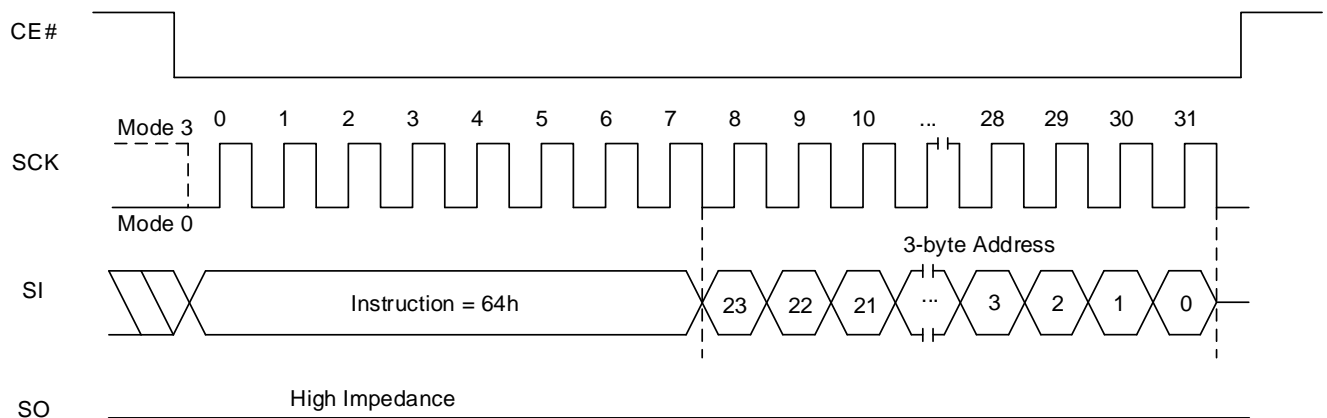 CE#
Mode 3
0 1 2 3 4 5 6 7 8 9 10 ... 28 29 30 31
SCK
Mode 0
3-byte Address
SI
Instruction = 64h
23 22 21 ... 3 2 1 0
High Impedance
SO